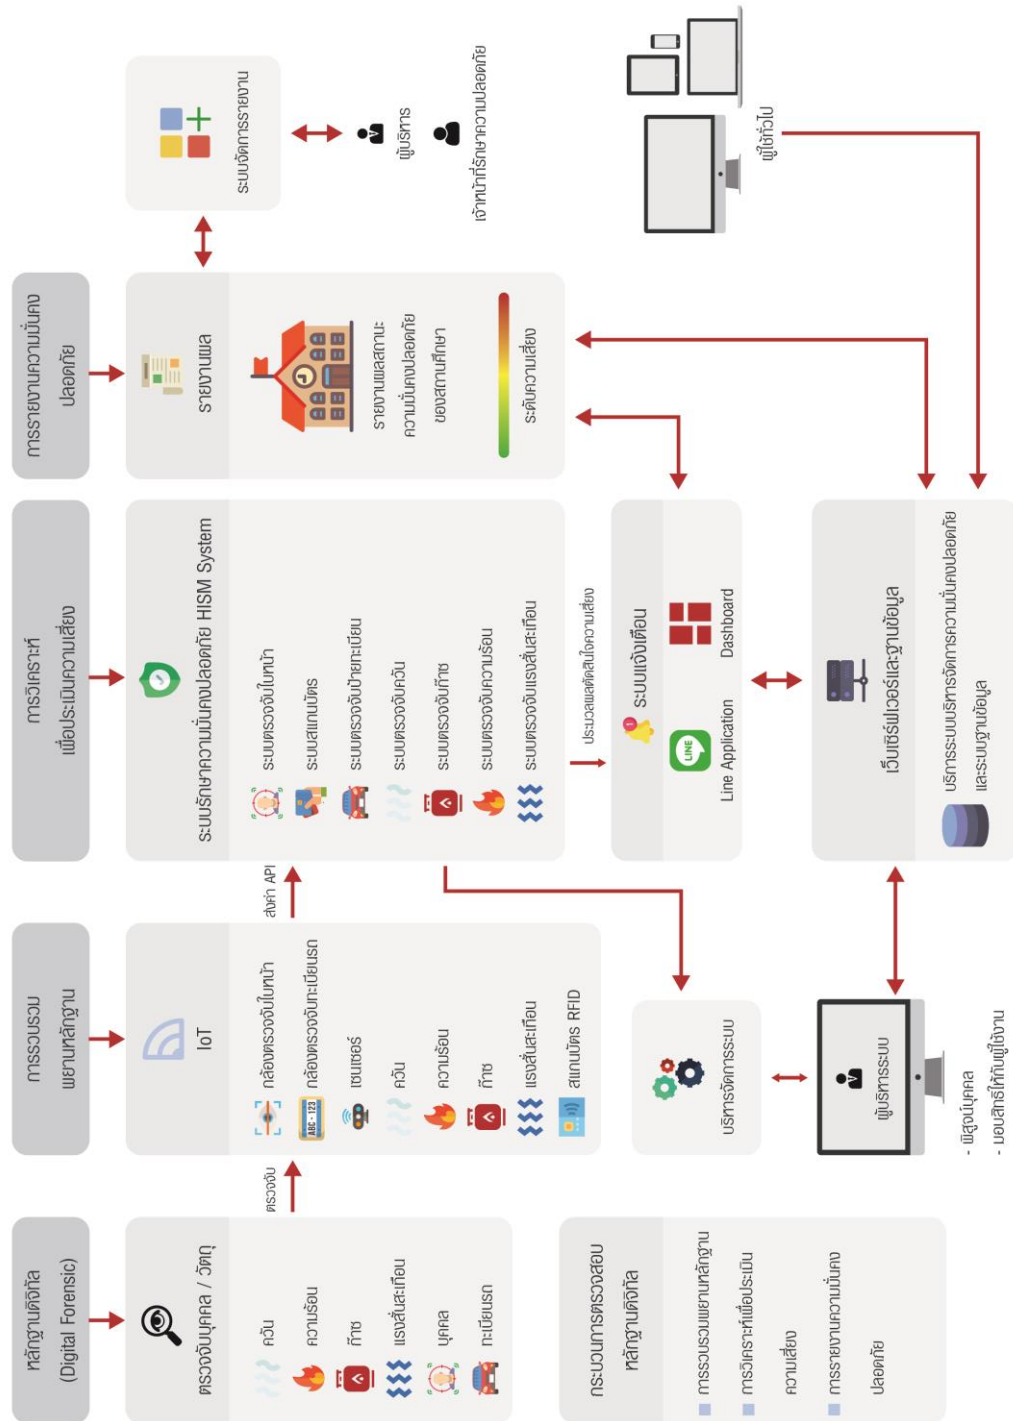 หลักฐานดิจิทัล
(Digital Forensic)
ตรวจจับบุคคล / วัตถุ
ควัน
ความร้อน
ก๊าซ
แรงสั่นสะเทือน
บุคคล
ทะเบียนรถ
ตรวจจับ
กระบวนการตรวจสอบ
หลักฐานดิจิทัล
การรวบรวมพยานหลักฐาน
การวิเคราะห์เพื่อประเมิน
ความเสี่ยง
การรายงานความมั่นคง
ปลอดภัย
การรวบรวม
พยานหลักฐาน
IoT
กล้องตรวจจับใบหน้า
กล้องตรวจจับทะเบียนรถ
ABC - 123
เซนเซอร์
ควัน
ความร้อน
ก๊าซ
แรงสั่นสะเทือน
สแกนบัตร RFID
ส่งค่า API
บริหารจัดการระบบ
ผู้บริหารระบบ
- พิสูจน์บุคคล
- มอบสิทธิ์ให้กับผู้ใช้งาน
การวิเคราะห์
เพื่อประเมินความเสี่ยง
ระบบรักษาความมั่นคงปลอดภัย HISM System
ระบบตรวจจับใบหน้า
ระบบสแกนบัตร
ระบบตรวจจับป้ายทะเบียน
ระบบตรวจจับควัน
ระบบตรวจจับก๊าซ
ระบบตรวจจับความร้อน
ระบบตรวจจับแรงสั่นสะเทือน
ประมวลผลตัดสินใจความเสี่ยง
1
ระบบแจ้งเตือน
LINE
Line Application
Dashboard
เว็บเซิร์ฟเวอร์และฐานข้อมูล
บริการระบบบริหารจัดการความมั่นคงปลอดภัย
และระบบฐานข้อมูล
การรายงานความมั่นคง
ปลอดภัย
รายงานผล
รายงานผลสถานะ
ความมั่นคงปลอดภัย
ของสถานศึกษา
ระดับความเสี่ยง
ระบบจัดการรายงาน
ผู้บริหาร
เจ้าหน้าที่รักษาความปลอดภัย
ผู้ใช้ทั่วไป